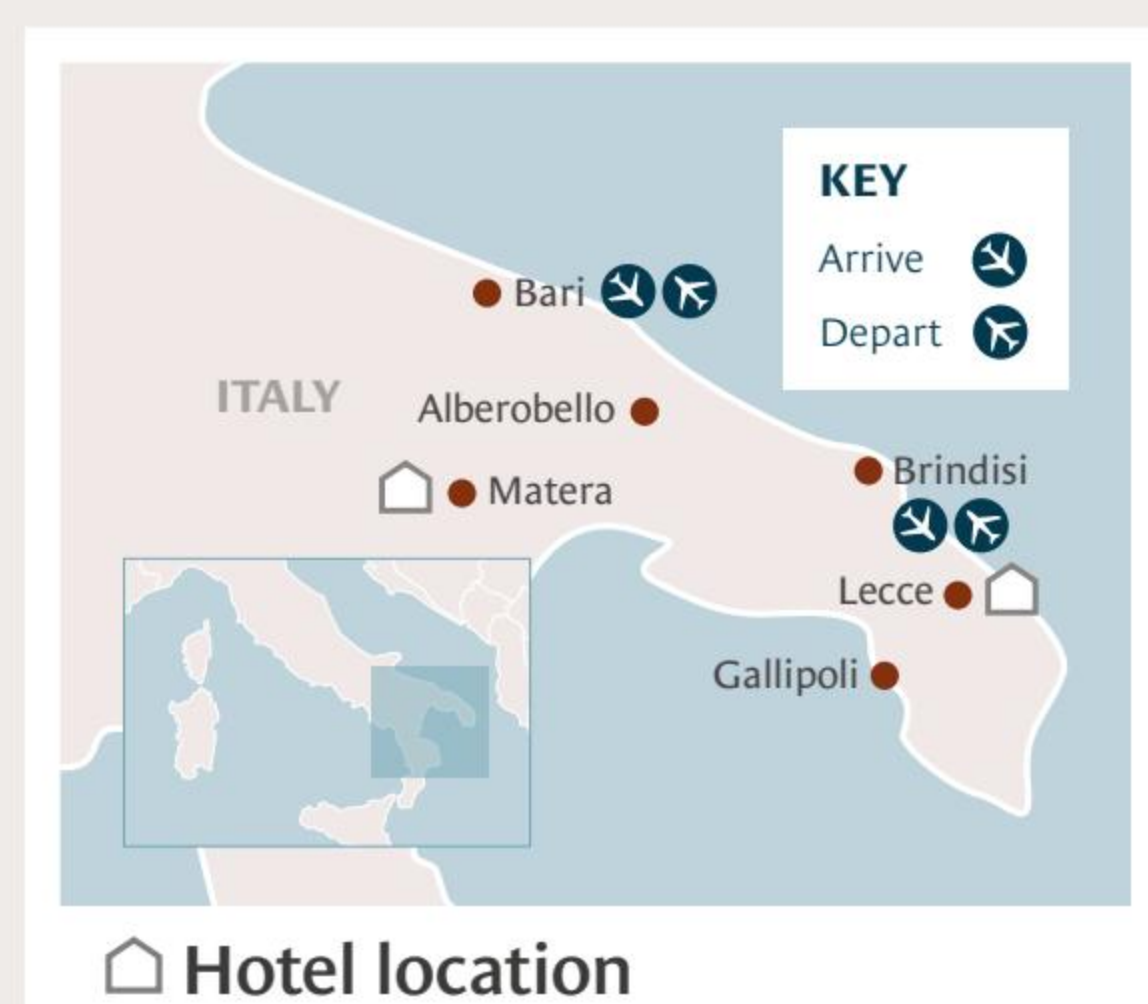 KEY
Arrive
Depart
Bari
ITALY
Alberobello
Brindisi
Matera
Lecce
Gallipoli
Hotel location